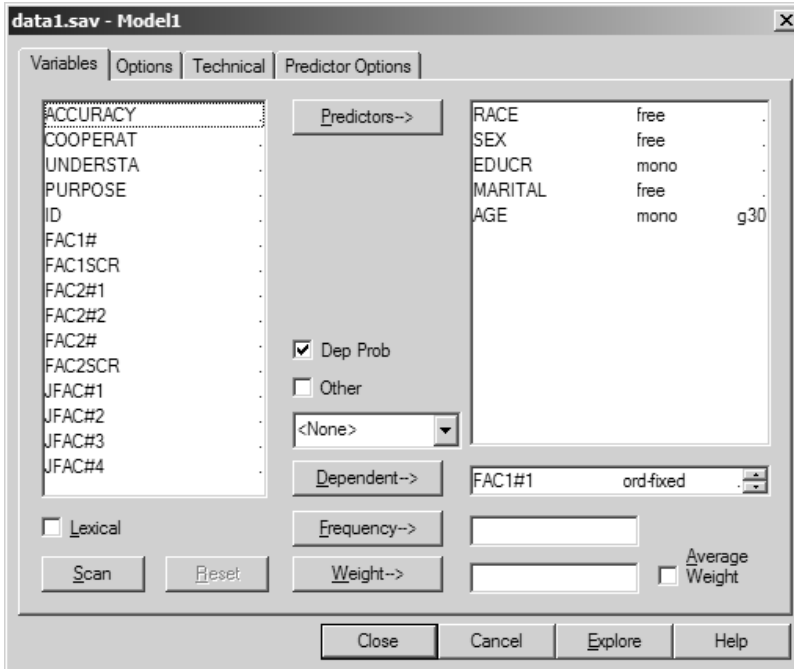 data1.sav - Model1
Variables Options Technical Predictor Options
ACCURACY .
COOPERAT .
UNDERSTA .
PURPOSE .
ID .
FAC1# .
FAC1SCR .
FAC2#1 .
FAC2#2 .
FAC2# .
FAC2SCR .
JFAC#1 .
JFAC#2 .
JFAC#3 .
JFAC#4 .
Lexical
Scan Reset
Predictors-->
Dep Prob
Other
<None>
Dependent-->
Frequency-->
Weight-->
RACE free .
SEX free .
EDUCR mono .
MARITAL free .
AGE mono g30
FAC1#1 ord-fixed .
Average
Weight
Close Cancel Explore Help